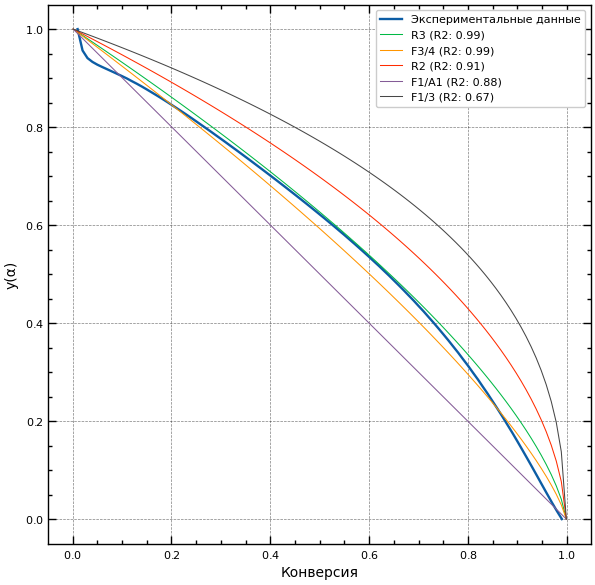 Экспериментальные данные
R3 (R2: 0.99)
F3/4 (R2: 0.99)
R2 (R2: 0.91)
F1/A1 (R2: 0.88)
F1/3 (R2: 0.67)
1.0
0.8
0.6
0.4
0.2
0.0
y(α)
0.0 0.2 0.4 0.6 0.8 1.0
Конверсия